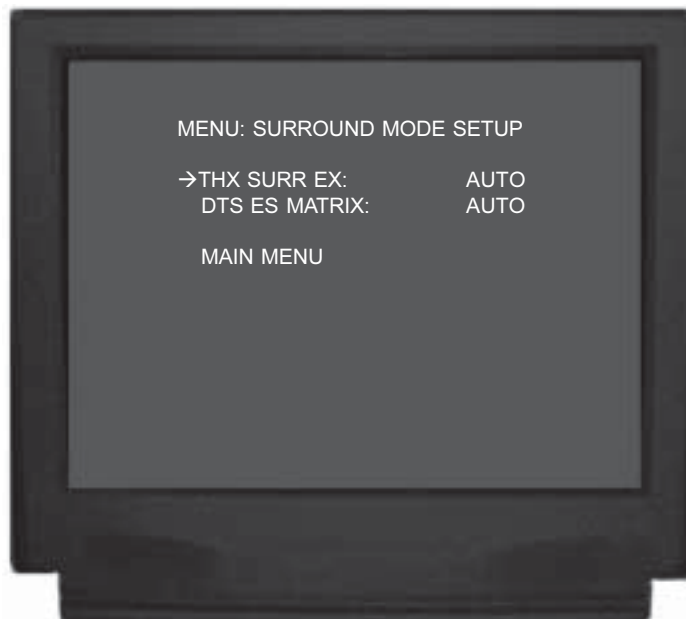 MENU: SURROUND MODE SETUP
→THX SURR EX: AUTO
DTS ES MATRIX: AUTO
MAIN MENU